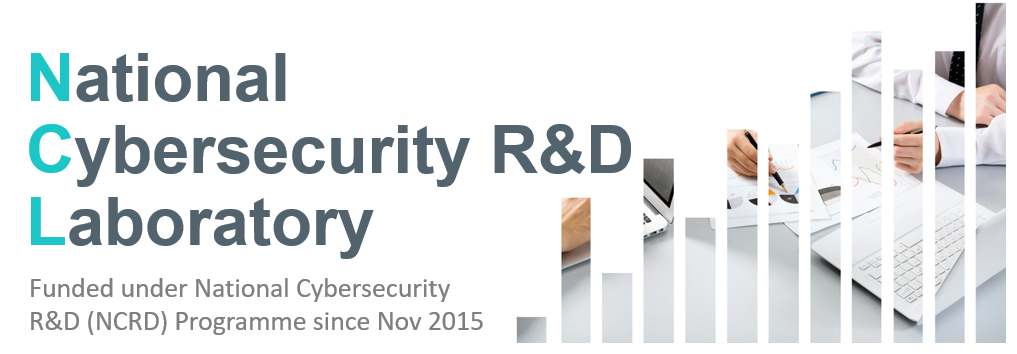 National
Cybersecurity R&D
Laboratory
Funded under National Cybersecurity
R&D (NCRD) Programme since Nov 2015